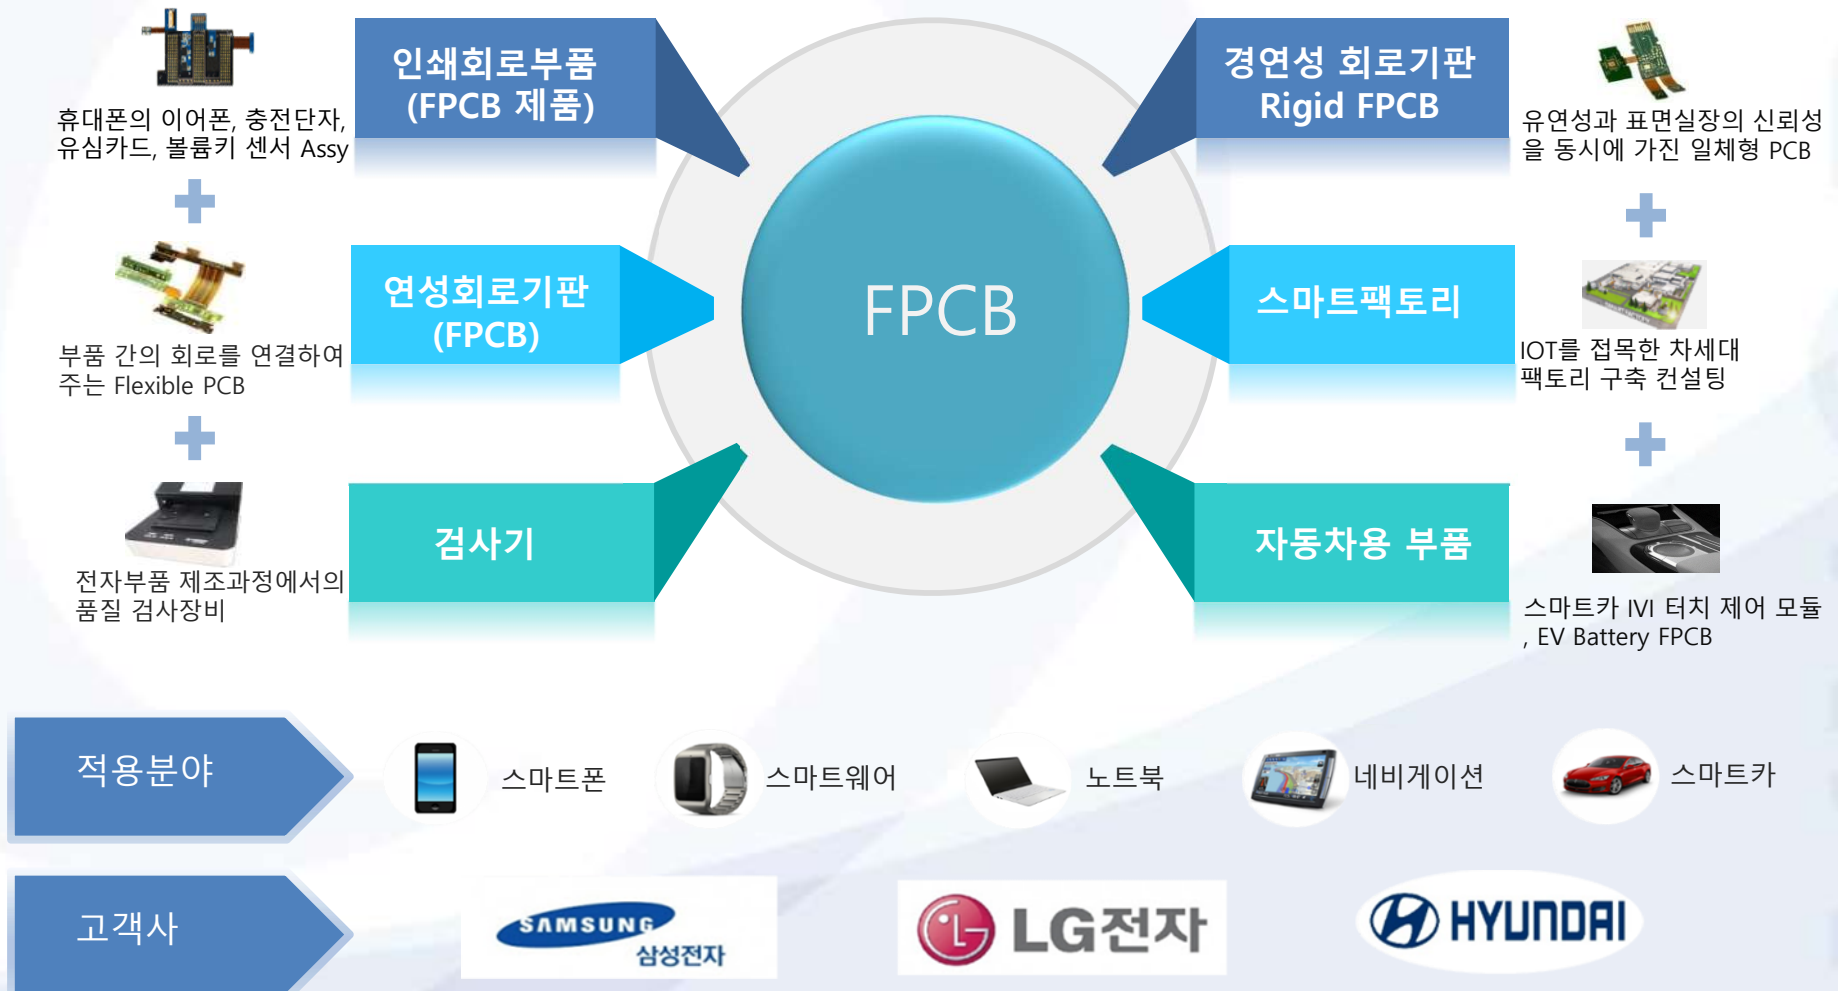 인쇄회로부품
(FPCB 제품)
휴대폰의 이어폰, 충전단자,
유심카드, 볼륨키 센서 Assy
연성회로기판
(FPCB)
부품 간의 회로를 연결하여
주는 Flexible PCB
검사기
전자부품 제조과정에서의
품질 검사장비
FPCB
경연성 회로기판
Rigid FPCB
유연성과 표면실장의 신뢰성
을 동시에 가진 일체형 PCB
스마트팩토리
IOT를 접목한 차세대
팩토리 구축 컨설팅
자동차용 부품
스마트카 IVI 터치 제어 모듈
, EV Battery FPCB
적용분야
스마트폰
스마트웨어
노트북
네비게이션
스마트카
고객사
SAMSUNG
삼성전자
LG전자
HYUNDAI